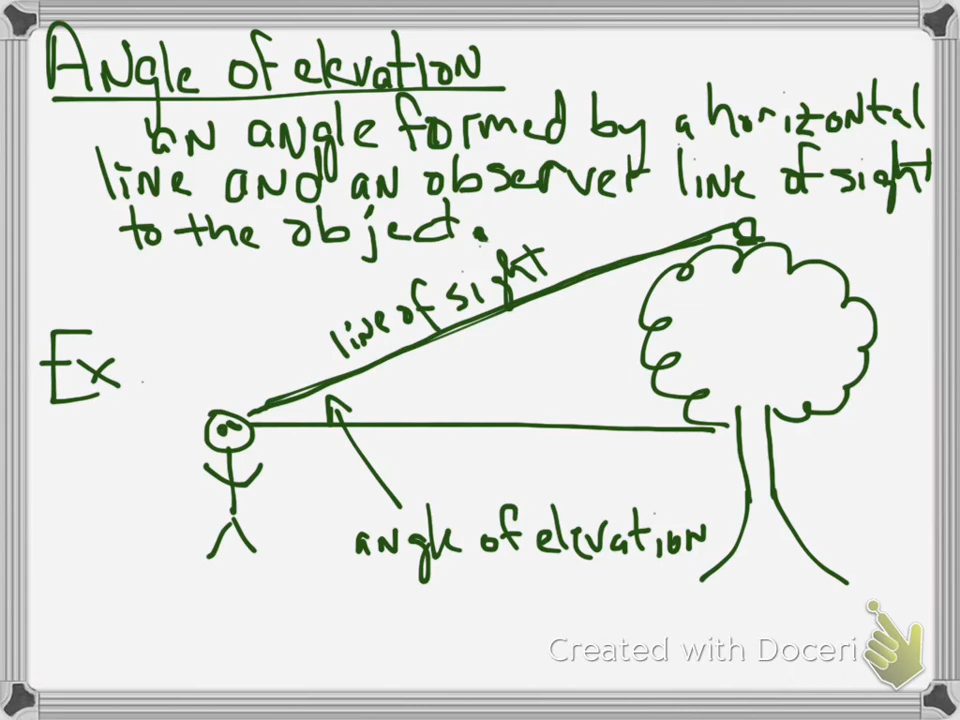 Angle of elevation
an angle formed by a horizontal
line and an observer line of sight
to the object.
line of sight
Ex
angle of elevation
Created with Doceri